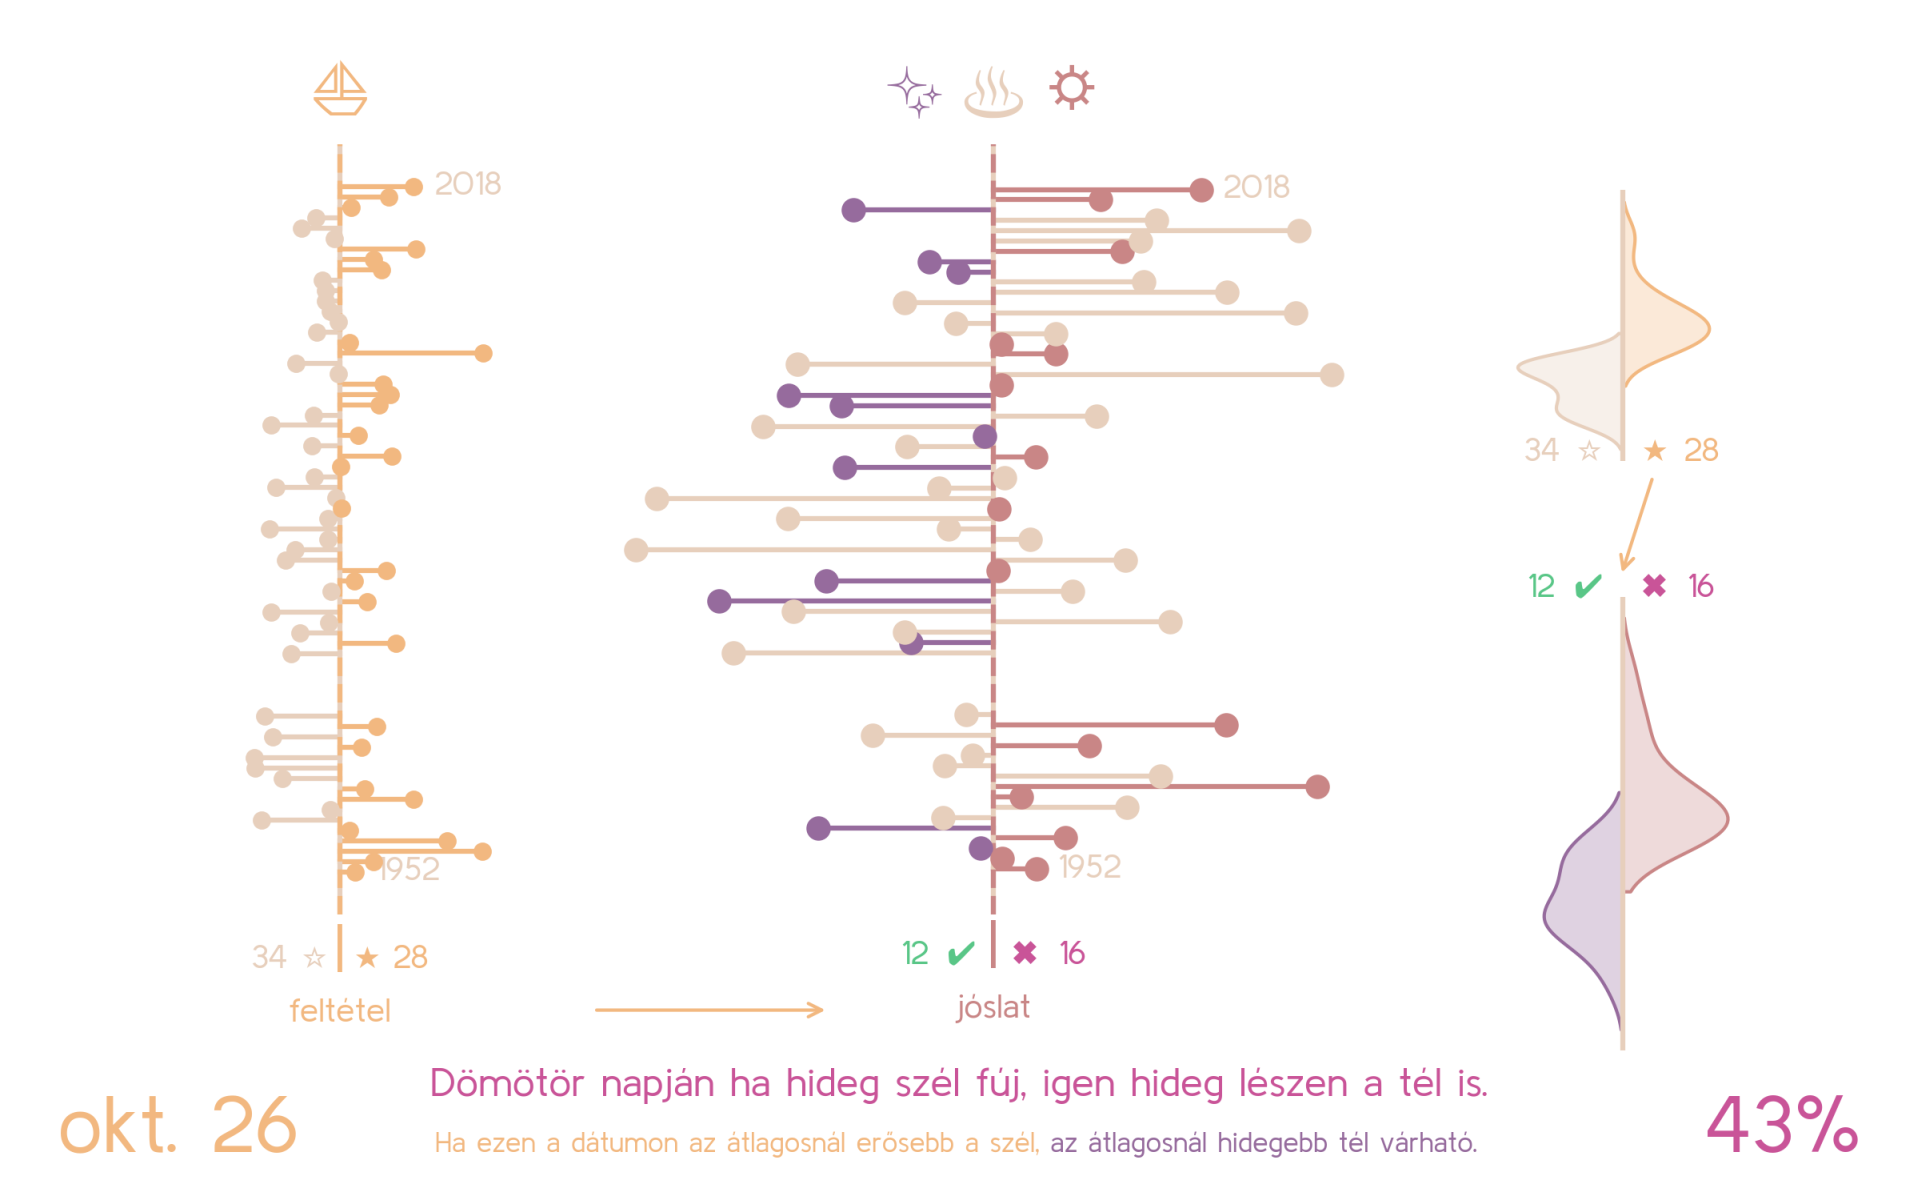 2018
2018
34 ☆ ★ 28
12 ✔ ✖ 16
1952
1952
34 ☆ ★ 28
12 ✔ ✖ 16
feltétel
jóslat
Dömötör napján ha hideg szél fúj, igen hideg lészen a tél is.
okt. 26
43%
Ha ezen a dátumon az átlagosnál erősebb a szél, az átlagosnál hidegebb tél várható.